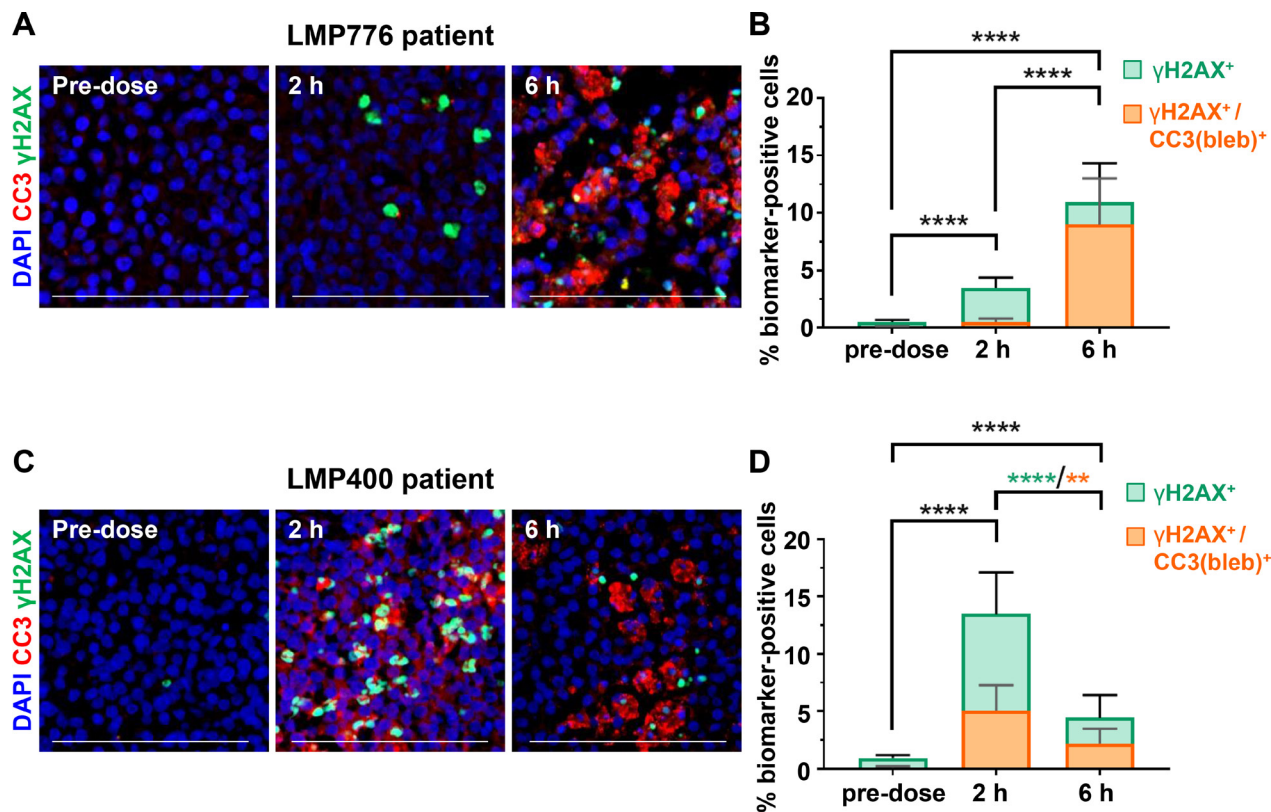 A
LMP776 patient
DAPI CC3 γH2AX
Pre-dose
2 h
6 h
B
****
****
****
γH2AX⁺
γH2AX⁺ /
CC3(bleb)⁺
% biomarker-positive cells
20
15
10
5
0
pre-dose
2 h
6 h
C
LMP400 patient
DAPI CC3 γH2AX
Pre-dose
2 h
6 h
D
****
****/**
****
γH2AX⁺
γH2AX⁺ /
CC3(bleb)⁺
% biomarker-positive cells
20
15
10
5
0
pre-dose
2 h
6 h